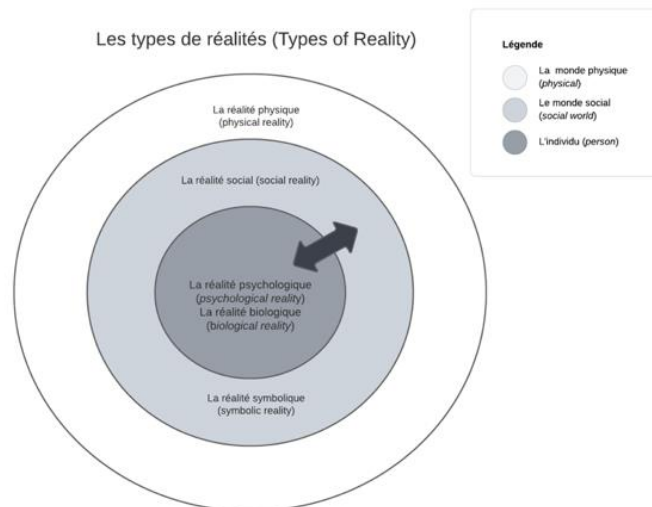 Les types de réalités (Types of Reality)
Légende
La monde physique
(physical)
Le monde social
(social world)
L'individu (person)
La réalité physique
(physical reality)
La réalité social (social reality)
La réalité psychologique
(psychological reality)
La réalité biologique
(biological reality)
La réalité symbolique
(symbolic reality)